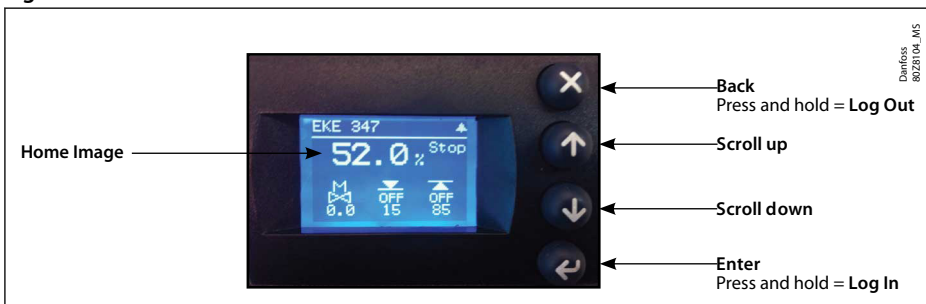 Danfoss
80Z8104_MS
Home Image
EKE 347
52.0 % Stop
M
OFF OFF
0.0 15 85
Back
Press and hold = Log Out
Scroll up
Scroll down
Enter
Press and hold = Log In